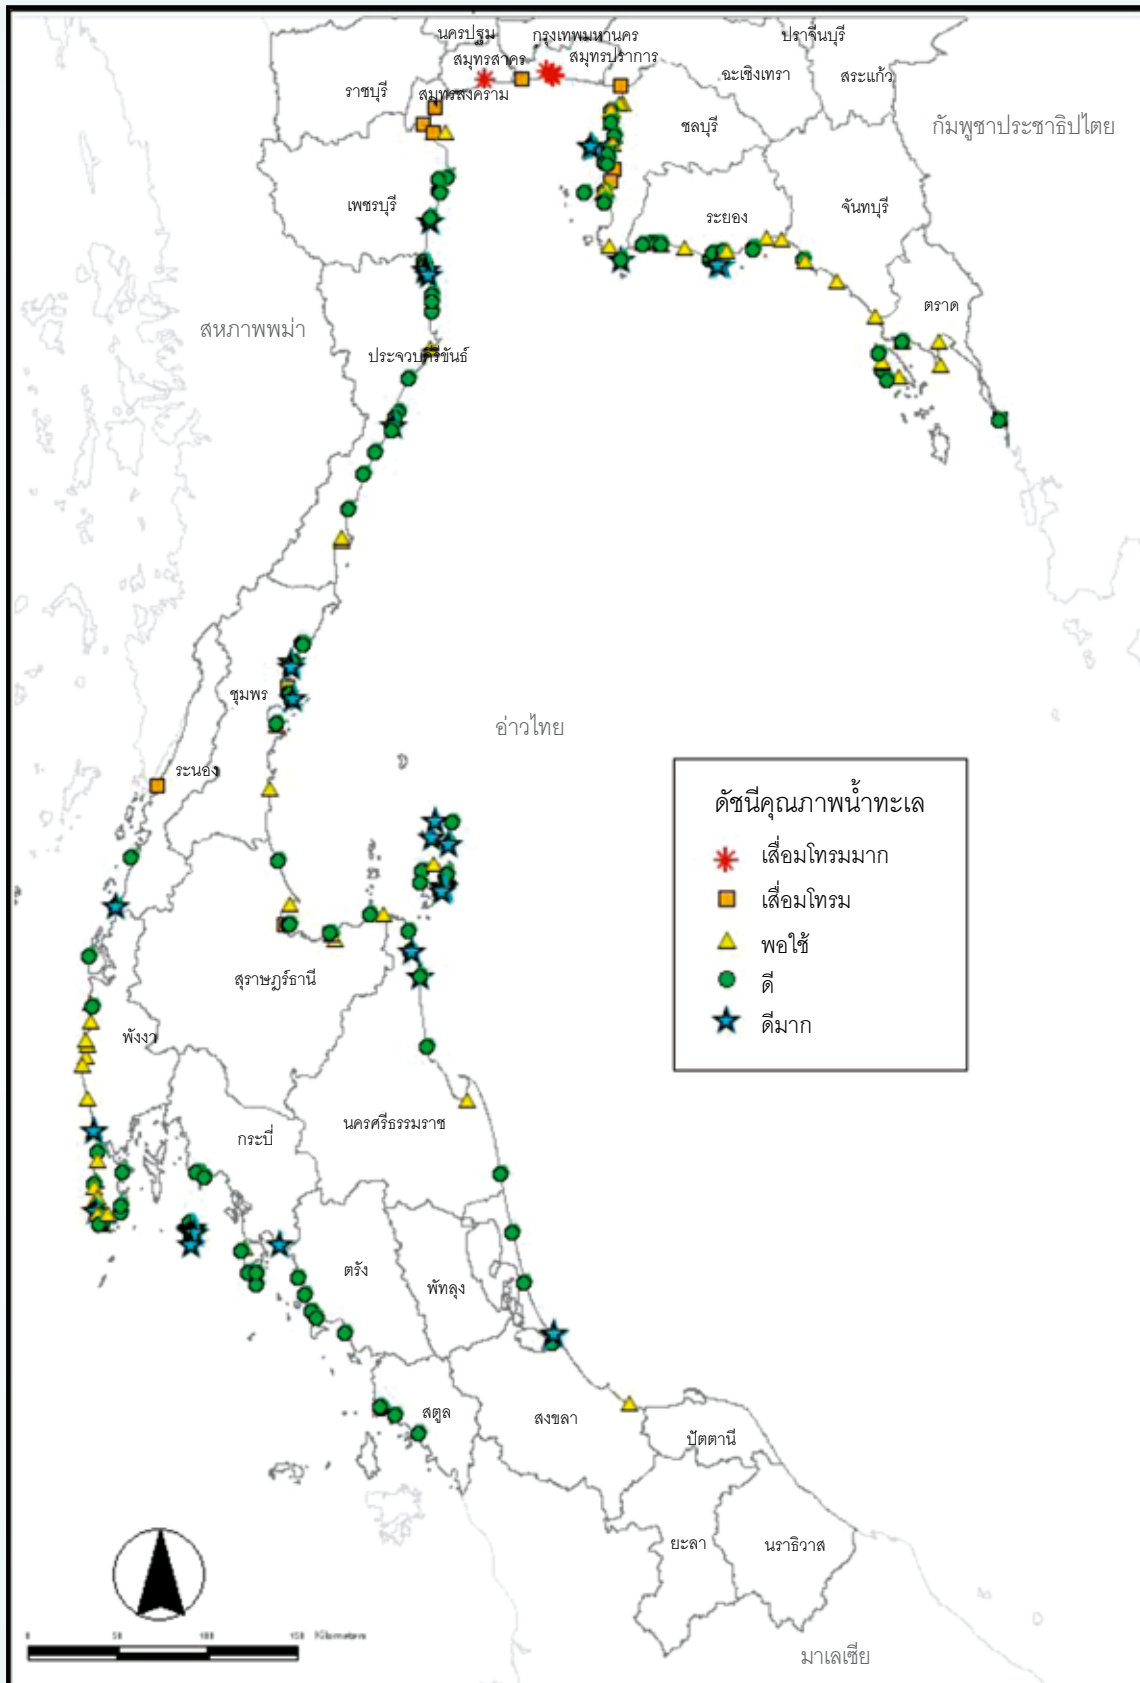 นครปฐม
กรุงเทพมหานคร
ปราจีนบุรี
สมุทรสาคร
สมุทรปราการ
ฉะเชิงเทรา
สระแก้ว
ราชบุรี
สมุทรสงคราม
ชลบุรี
กัมพูชาประชาธิปไตย
เพชรบุรี
ระยอง
จันทบุรี
สหภาพพม่า
ตราด
ประจวบคีรีขันธ์
ชุมพร
อ่าวไทย
ระนอง
ดัชนีคุณภาพน้ำทะเล
เสื่อมโทรมมาก
เสื่อมโทรม
พอใช้
ดี
ดีมาก
สุราษฎร์ธานี
พังงา
นครศรีธรรมราช
กระบี่
ตรัง
พัทลุง
สตูล
สงขลา
ปัตตานี
ยะลา
นราธิวาส
0 50 100 150 Kilometers
มาเลเซีย